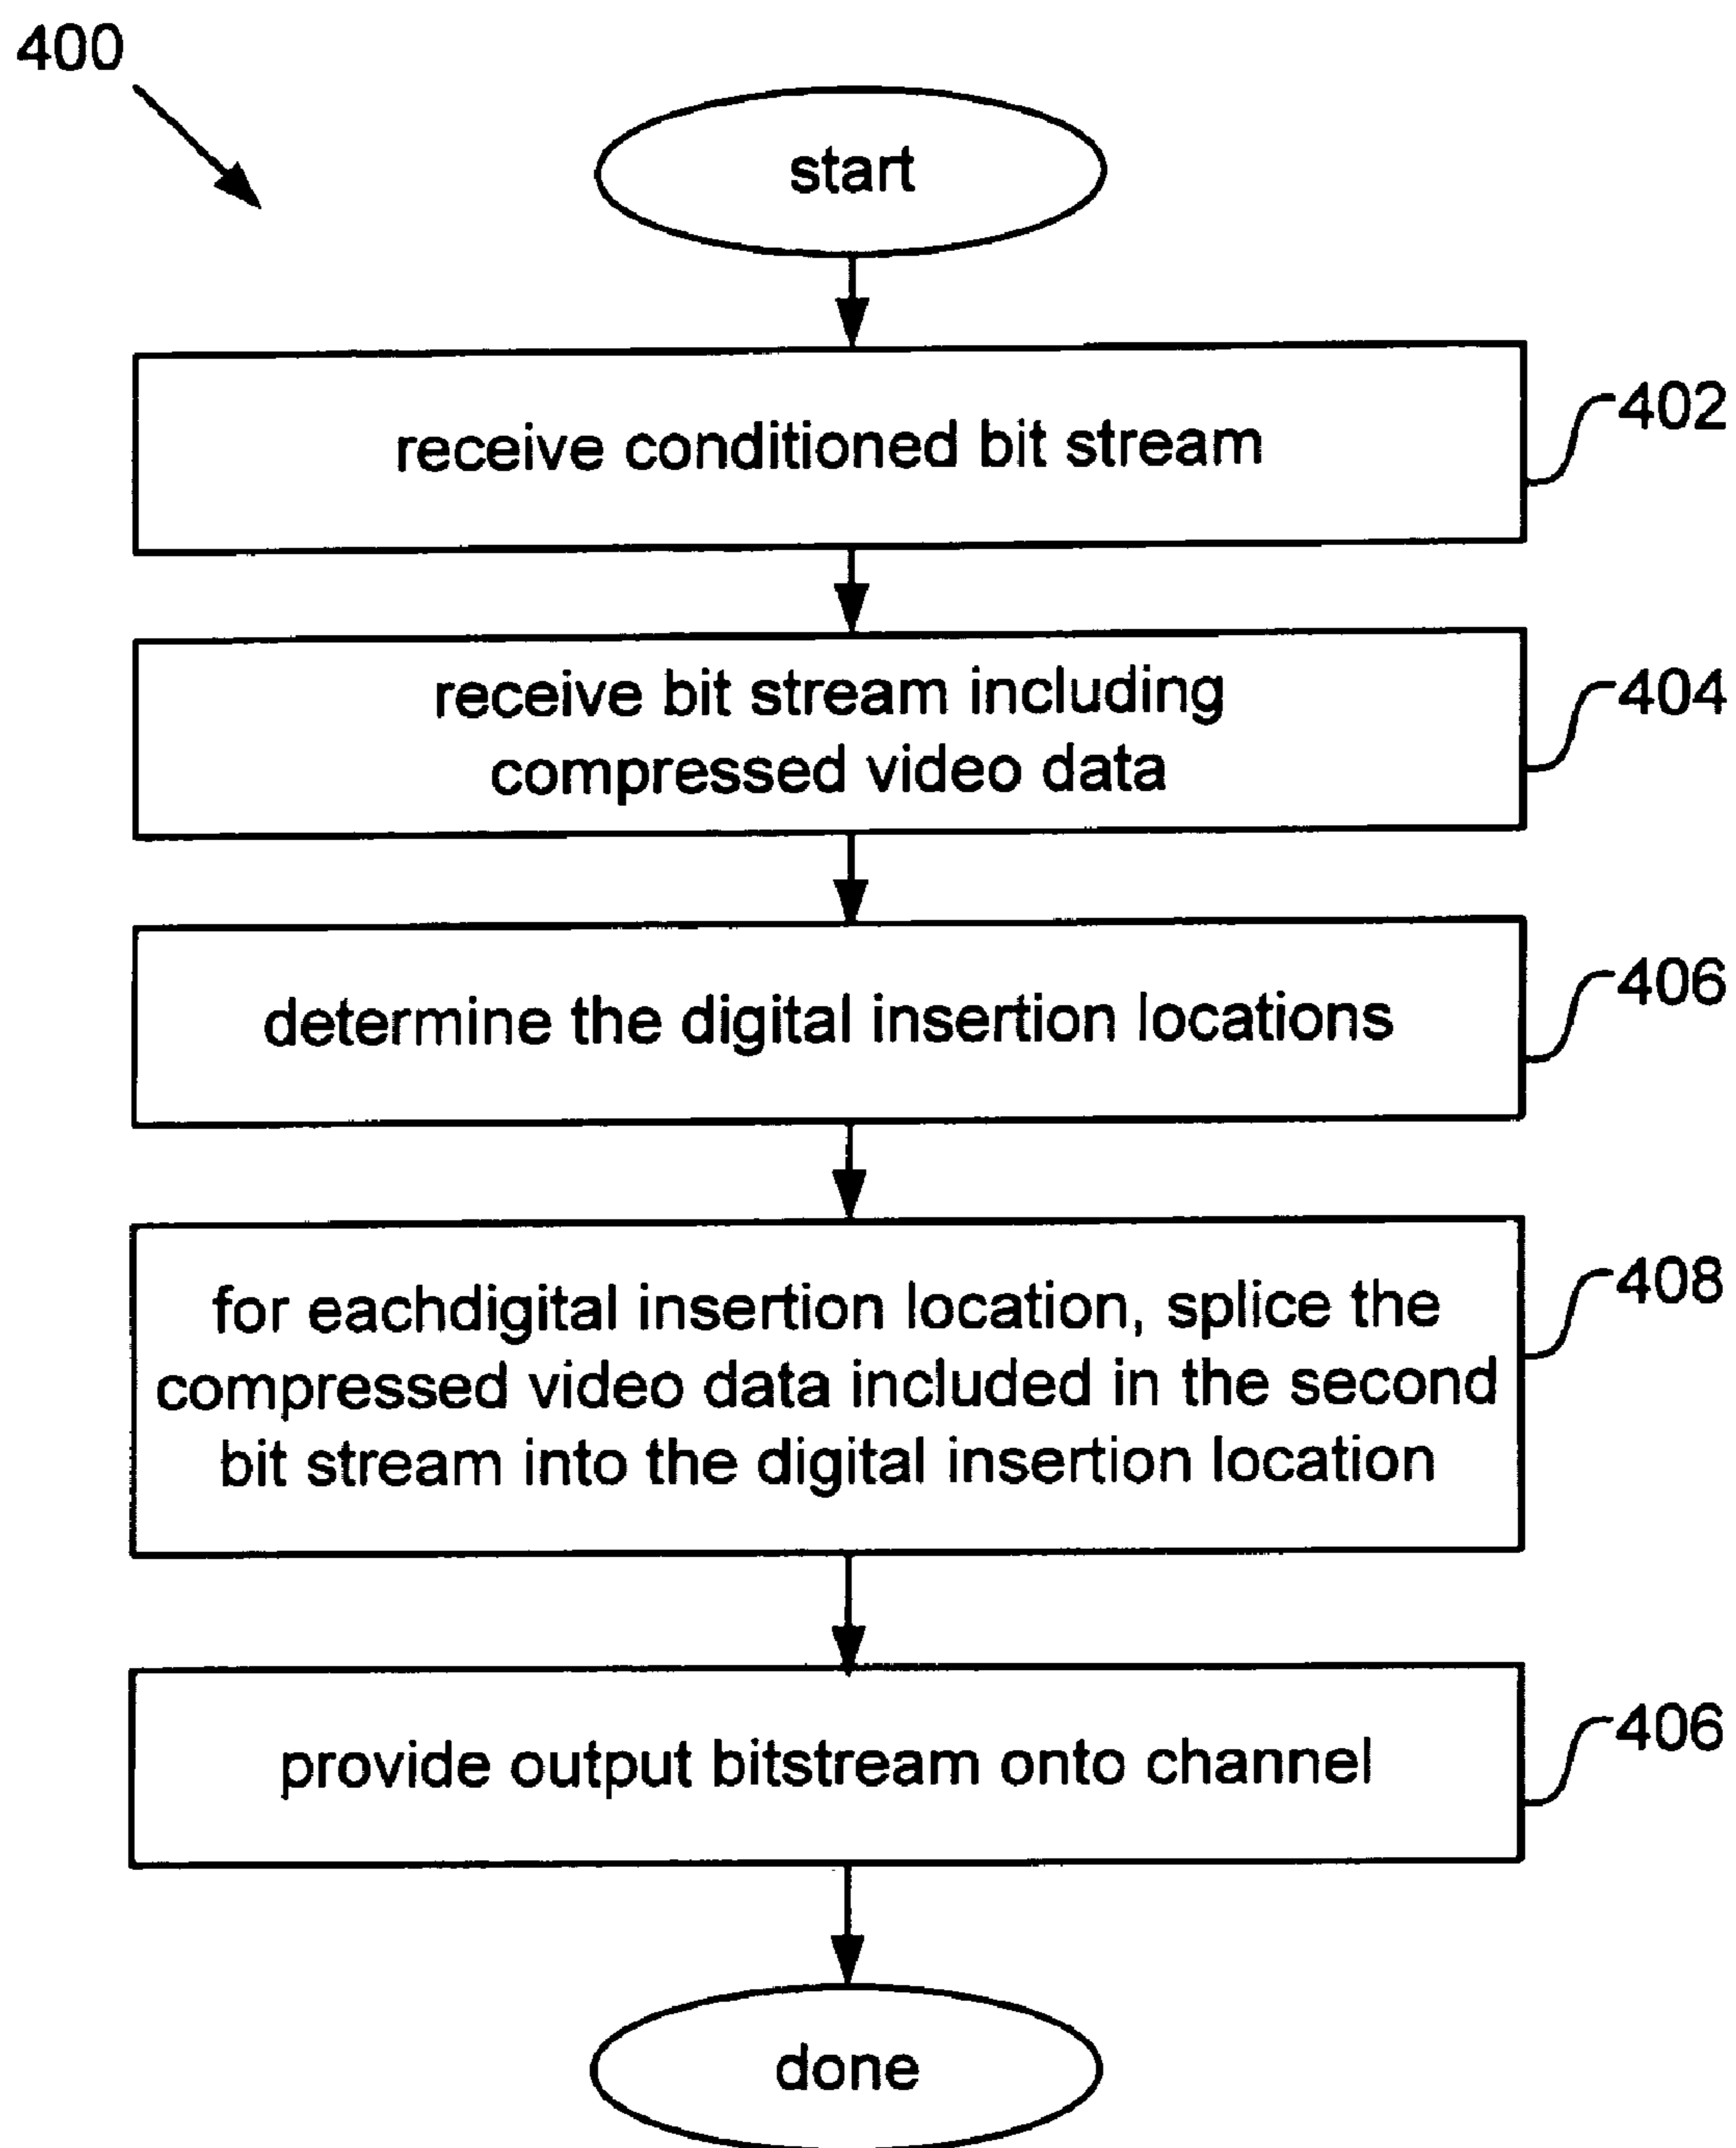 400
start
receive conditioned bit stream
402
receive bit stream including
compressed video data
404
determine the digital insertion locations
406
for eachdigital insertion location, splice the
compressed video data included in the second
bit stream into the digital insertion location
408
provide output bitstream onto channel
406
done